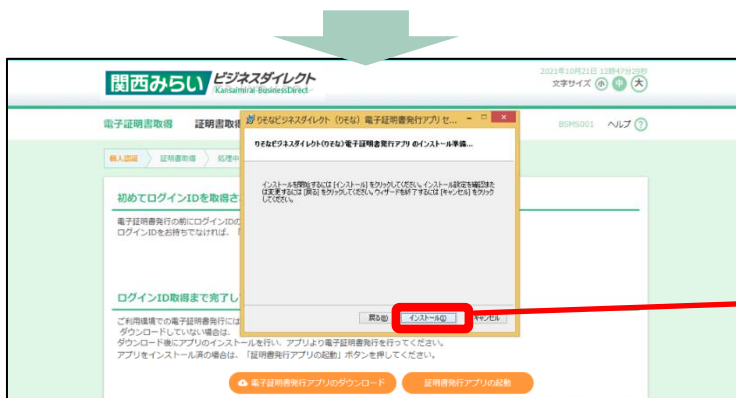 関西みらい ビジネスダイレクト
Kansaimirai BusinessDirect
2021年10月21日 12時47分29秒
文字サイズ 小 中 大
電子証明書取得 証明書取得
BSMS001 ヘルプ ?
りそなビジネスダイレクト (りそな) 電子証明書発行アプリ セ...
個人認証 証明書取得 処理中
りそなビジネスダイレクト(りそな)電子証明書発行アプリ のインストール準備...
インストールを開始するには [インストール] をクリックしてください。インストール設定を確認また
は変更するには [戻る] をクリックしてください。ウィザードを終了するには [キャンセル] をクリック
してください。
初めてログインIDを取得さ
電子証明書発行の前にログインIDの
ログインIDをお持ちでなければ、「
ログインID取得まで完了し
戻る(B) インストール(I) キャンセル
ご利用環境での電子証明書発行には
ダウンロードしていない場合は、
ダウンロード後にアプリのインストールを行い、アプリより電子証明書発行を行ってください。
アプリをインストール済の場合は、「証明書発行アプリの起動」ボタンを押してください。
電子証明書発行アプリのダウンロード 証明書発行アプリの起動